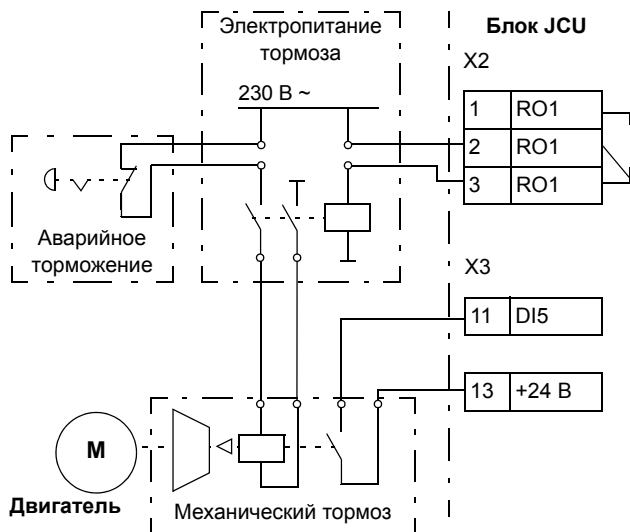 Электропитание
тормоза
Блок JCU
X2
230 В ~
1 RO1
2 RO1
3 RO1
Аварийное
торможение
X3
11 DI5
13 +24 В
М
Двигатель
Механический тормоз